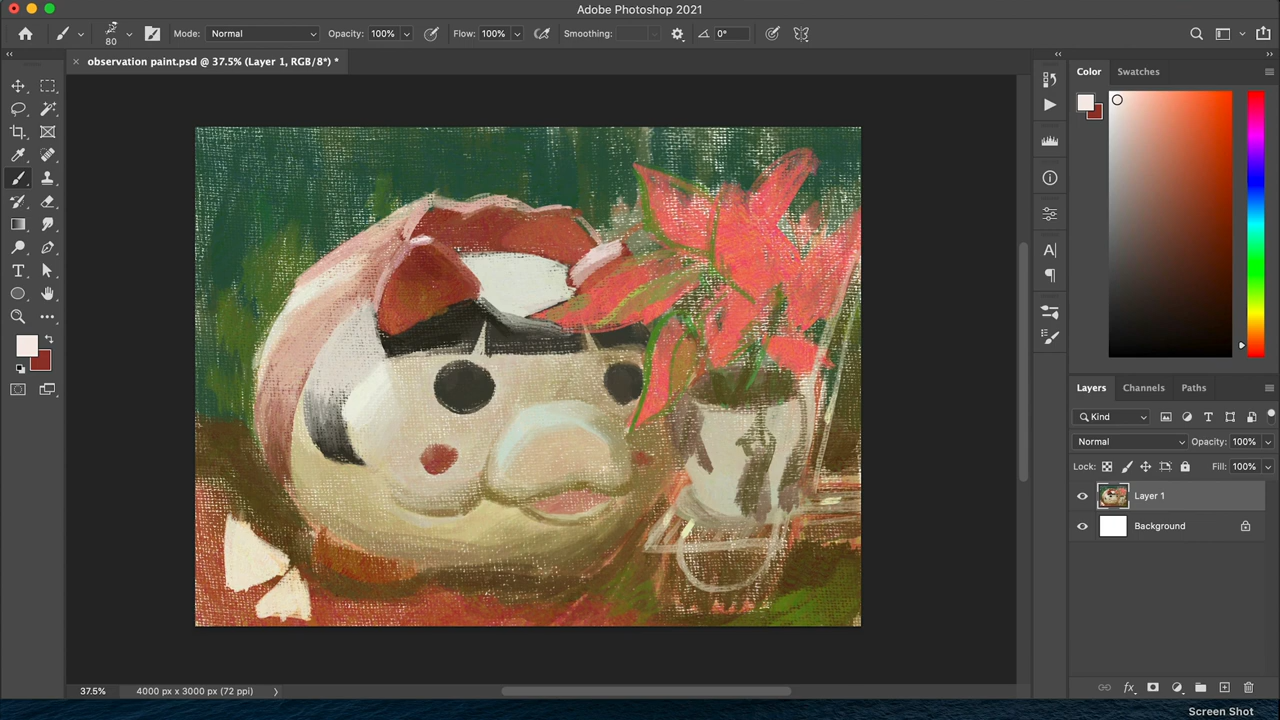 Adobe Photoshop 2021
80
Mode: Normal
Opacity: 100%
Flow: 100%
Smoothing:
0°
observation paint.psd @ 37.5% (Layer 1, RGB/8*) *
Color
Swatches
Layers
Channels
Paths
Kind
Normal
Opacity: 100%
Lock:
Fill: 100%
Layer 1
Background
fx
37.5%
4000 px x 3000 px (72 ppi)
Screen Shot